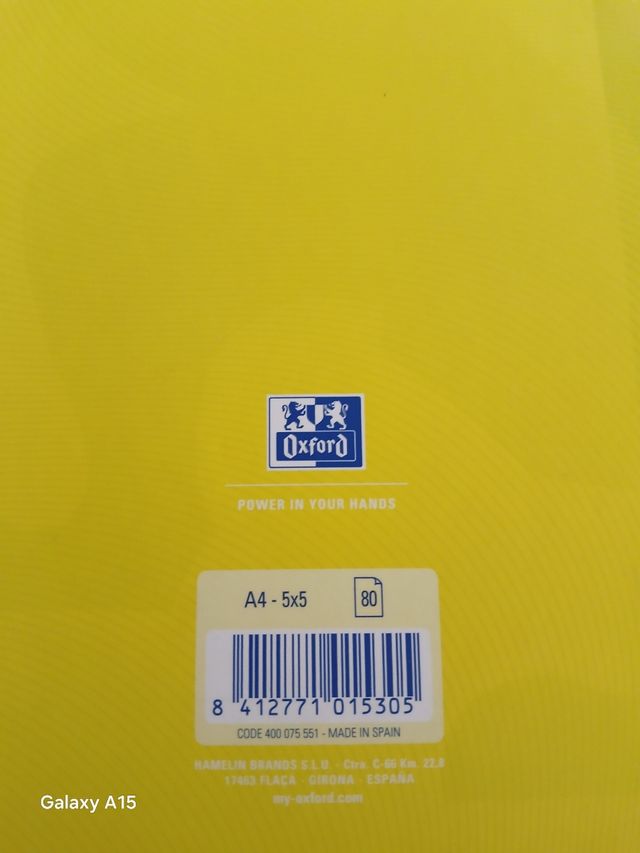 Oxford
POWER IN YOUR HANDS
A4 - 5x5
80
8 412771 015305
CODE 400 075 551 - MADE IN SPAIN
HAMELIN BRANDS S.L.U. - Ctra. C-66 Km. 22,8
17463 FLAÇA - GIRONA - ESPAÑA
my-oxford.com
Galaxy A15